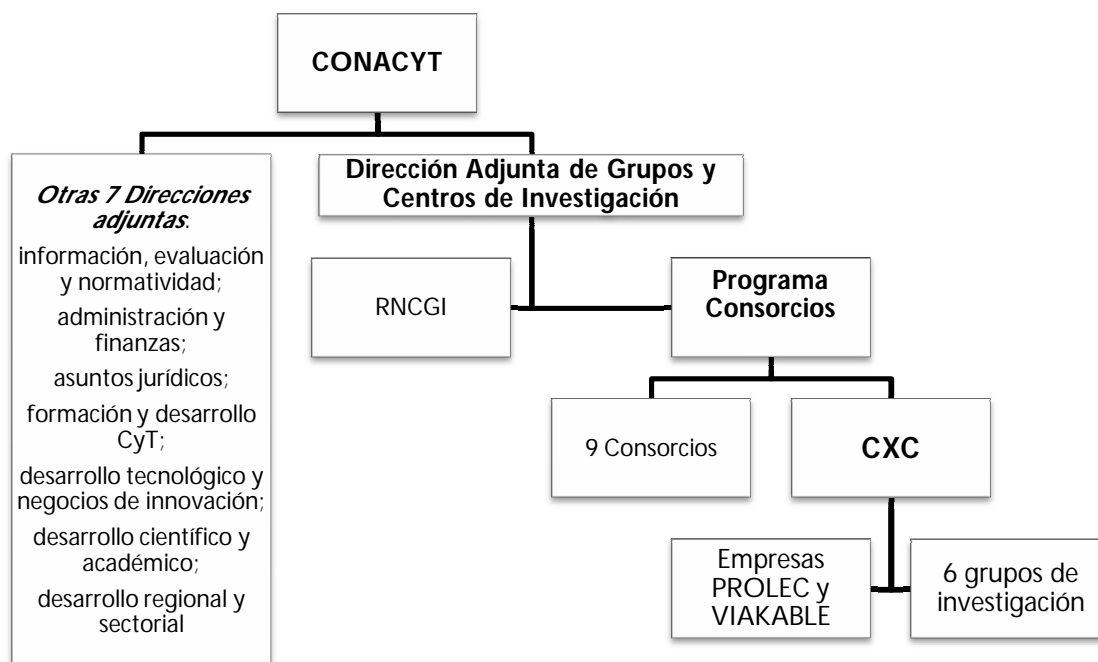 CONACYT
Otras 7 Direcciones
adjuntas:
información, evaluación
y normatividad;
administración y
finanzas;
asuntos jurídicos;
formación y desarrollo
CyT;
desarrollo tecnológico y
negocios de innovación;
desarrollo científico y
académico;
desarrollo regional y
sectorial
Dirección Adjunta de Grupos y
Centros de Investigación
RNCGI
Programa
Consorcios
9 Consorcios
CXC
Empresas
PROLEC y
VIAKABLE
6 grupos de
investigación